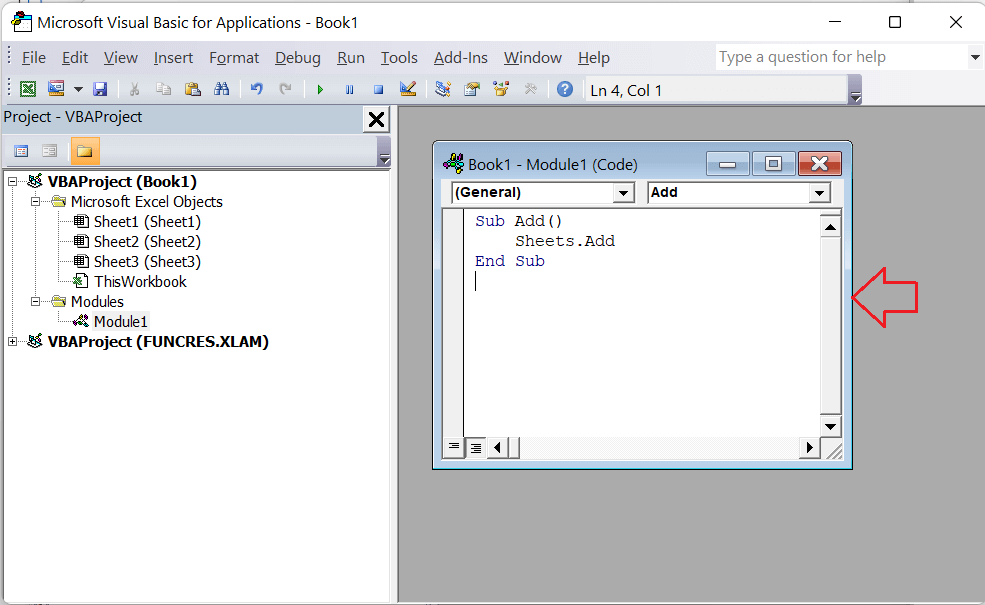 Microsoft Visual Basic for Applications - Book1
File Edit View Insert Format Debug Run Tools Add-Ins Window Help Type a question for help
Ln 4, Col 1
Project - VBAProject
VBAProject (Book1)
Microsoft Excel Objects
Sheet1 (Sheet1)
Sheet2 (Sheet2)
Sheet3 (Sheet3)
ThisWorkbook
Modules
Module1
VBAProject (FUNCRES.XLAM)
Book1 - Module1 (Code)
(General) Add
Sub Add()
Sheets.Add
End Sub